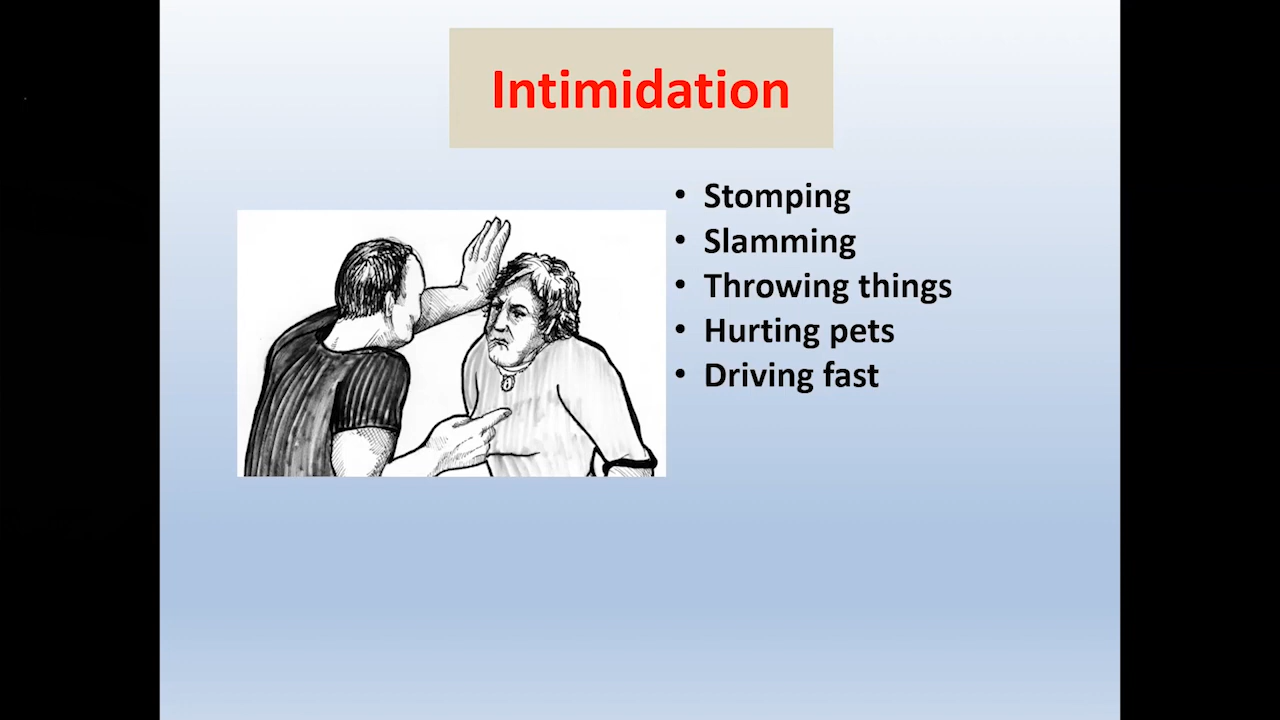 Intimidation
• Stomping
• Slamming
• Throwing things
• Hurting pets
• Driving fast